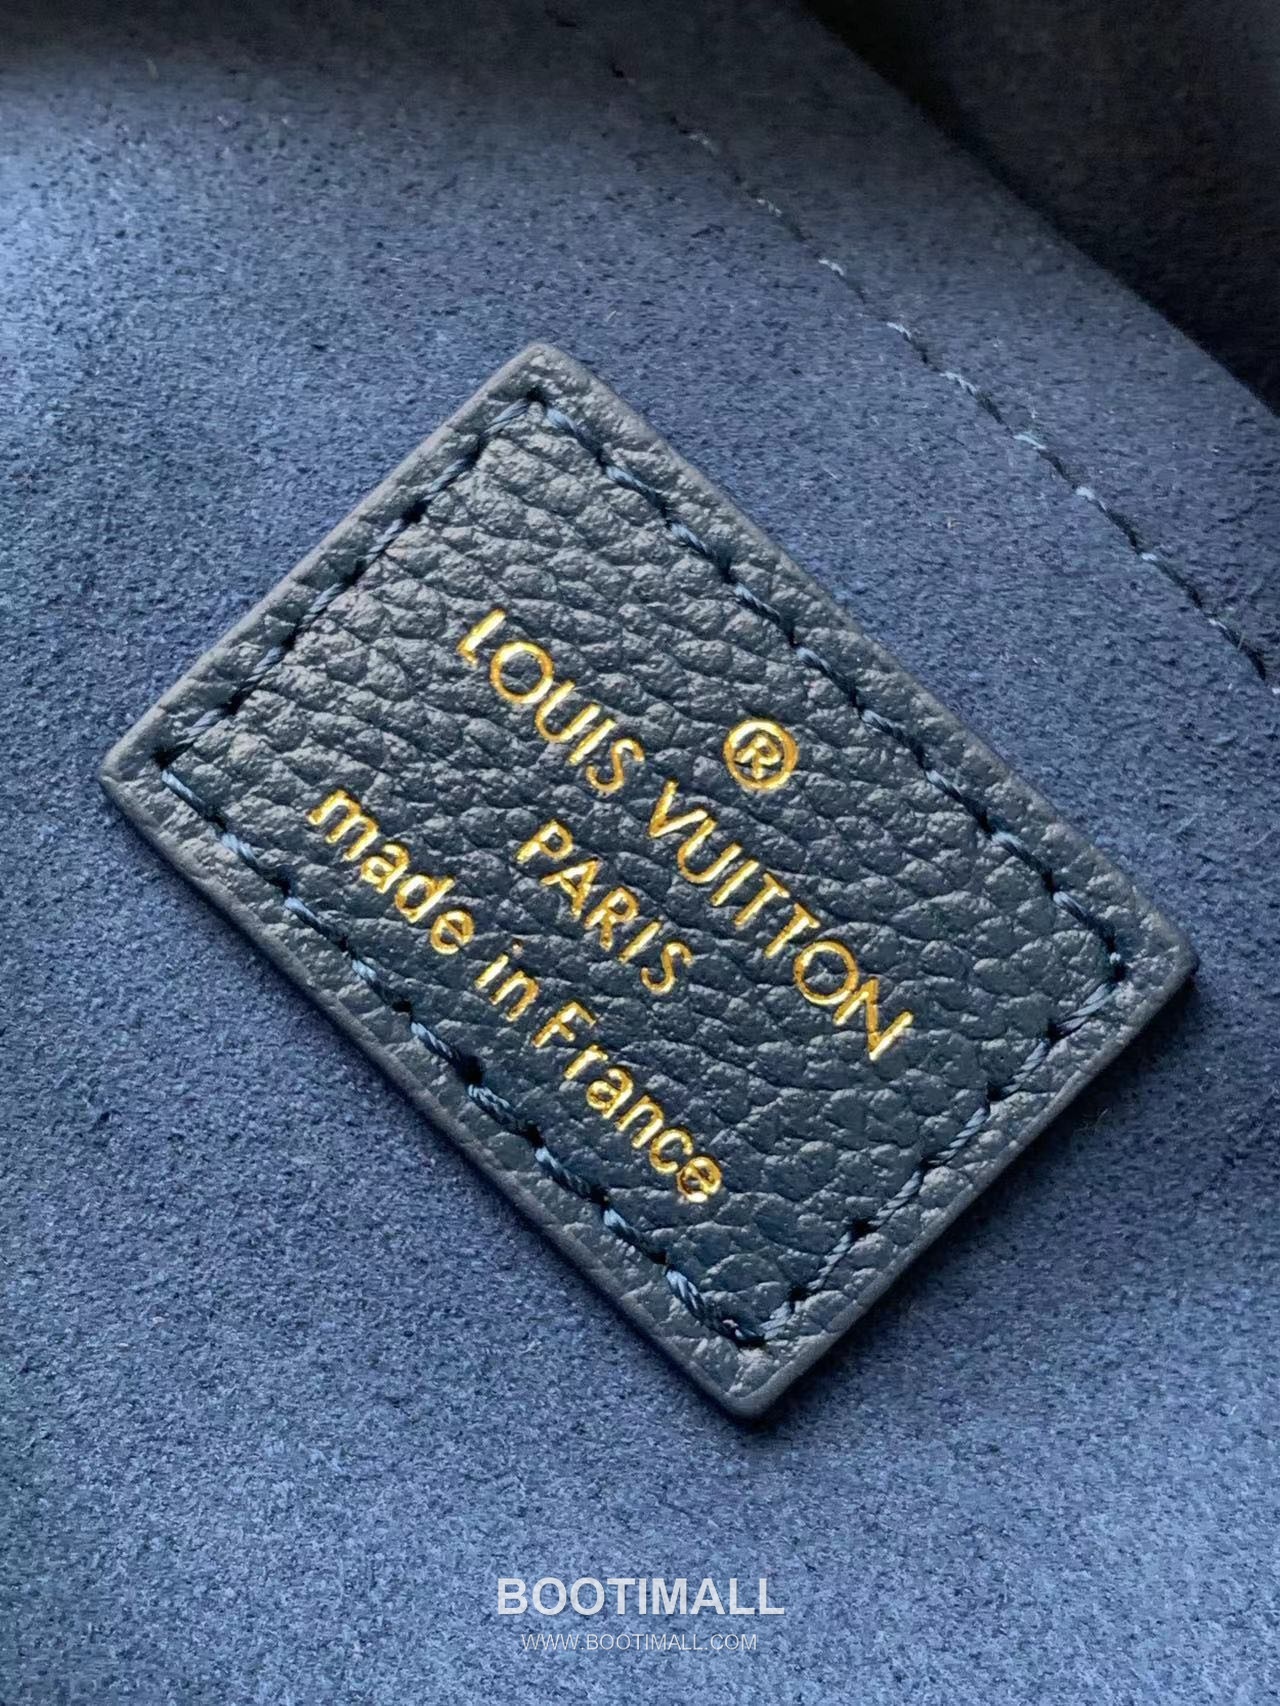 ®
LOUIS VUITTON
PARIS
made in France
BOOTIMALL
WWW.BOOTIMALL.COM